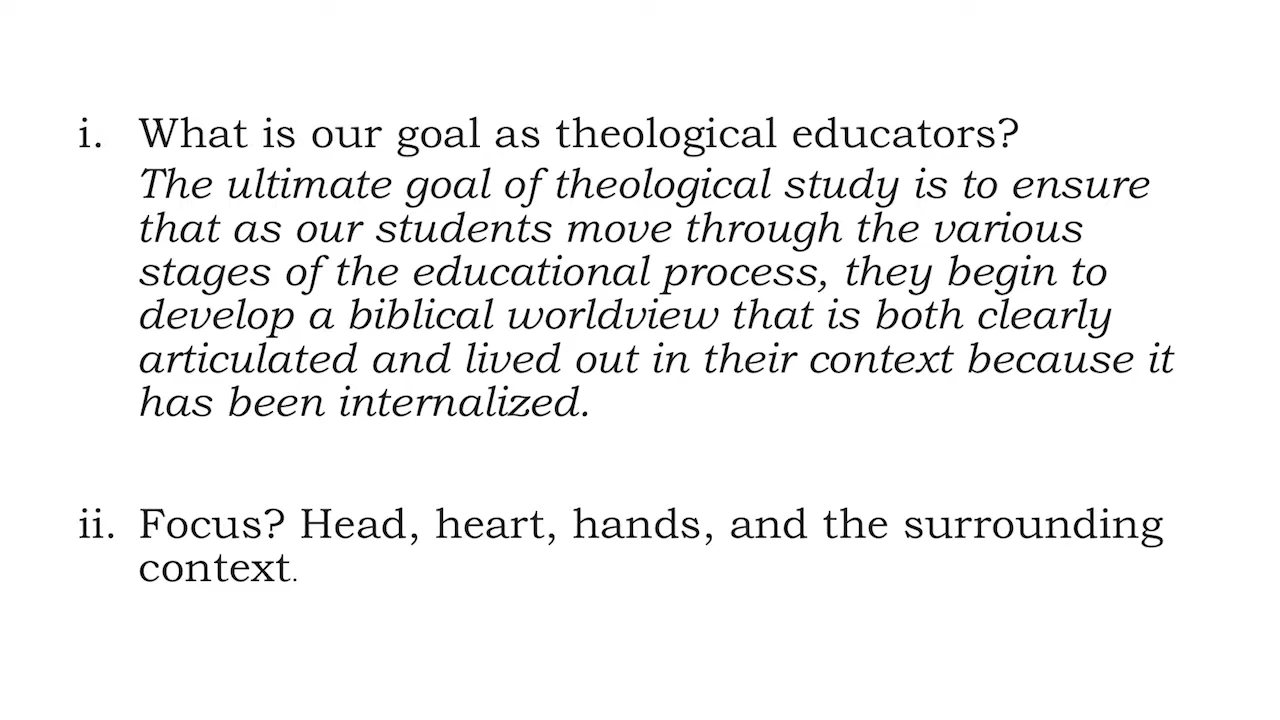 i. What is our goal as theological educators?
The ultimate goal of theological study is to ensure
that as our students move through the various
stages of the educational process, they begin to
develop a biblical worldview that is both clearly
articulated and lived out in their context because it
has been internalized.
ii. Focus? Head, heart, hands, and the surrounding
context.